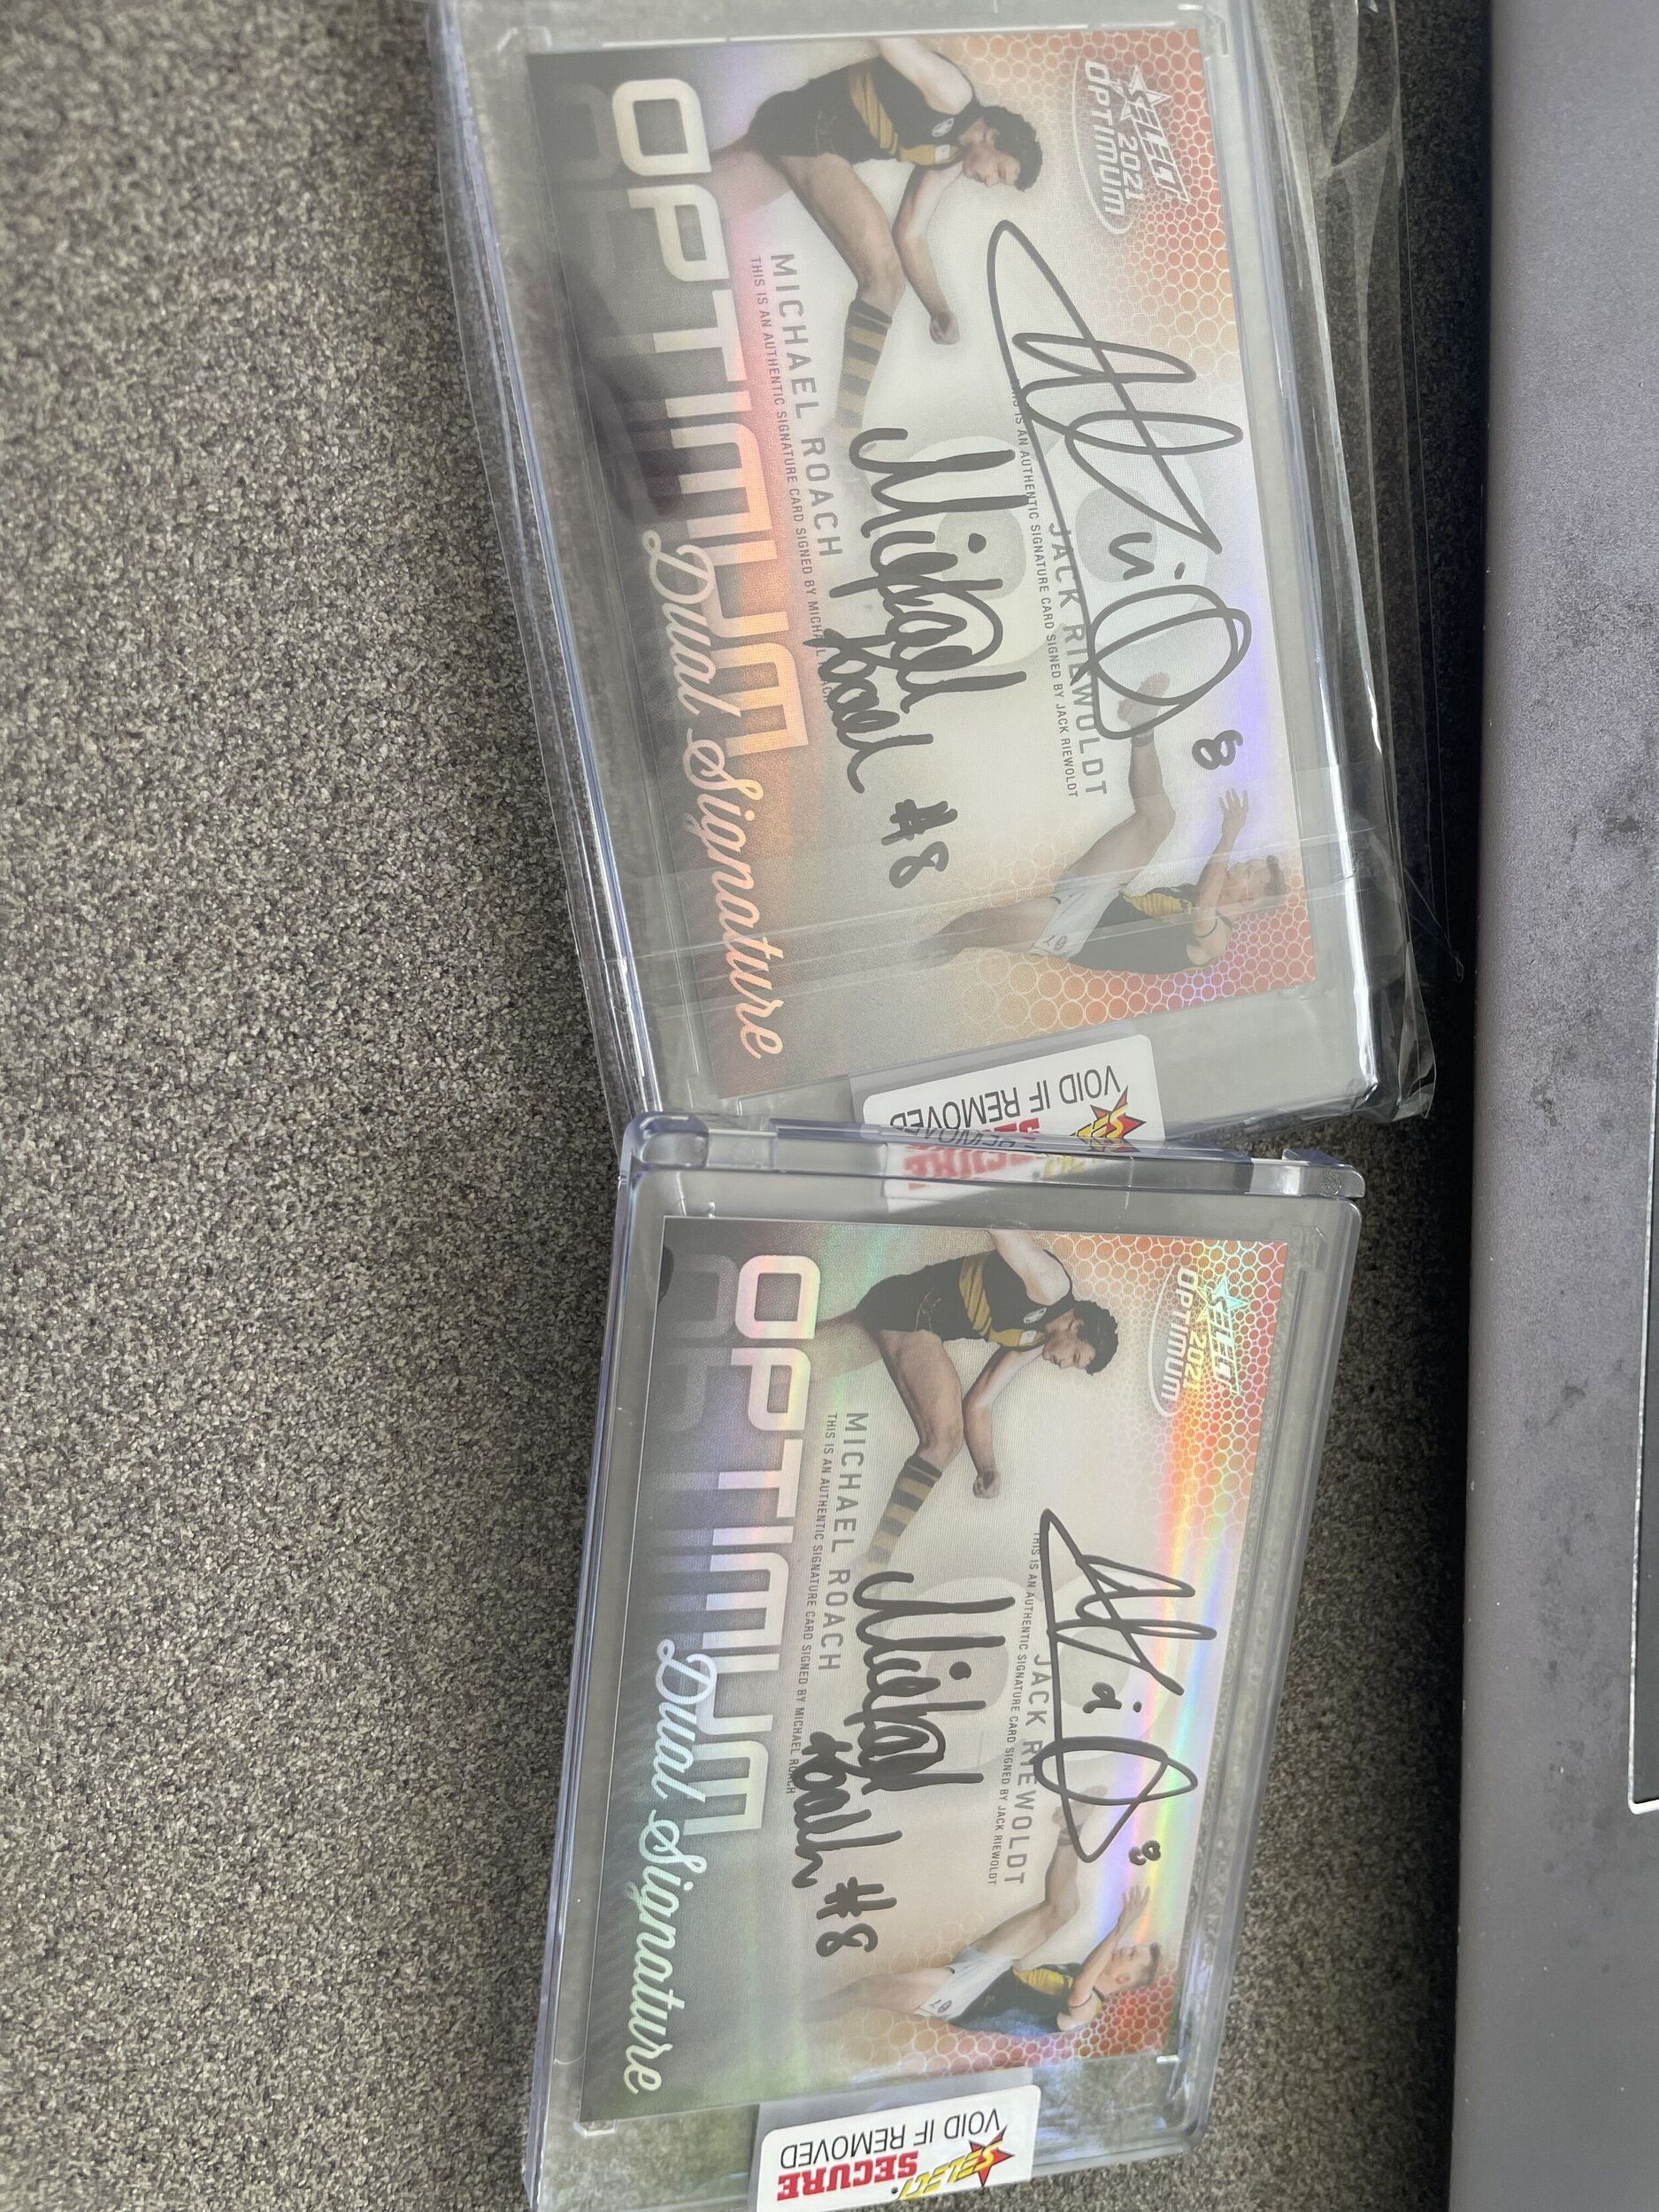 SELECT
2021
OPTIMUM
THIS IS AN AUTHENTIC SIGNATURE CARD SIGNED BY JACK RIEWOLDT
JACK RIEWOLDT
8
MICHAEL ROACH
THIS IS AN AUTHENTIC SIGNATURE CARD SIGNED BY MICHAEL ROACH
Michael Roach #8
OPTIMUM
Dual Signature
VOID IF REMOVED
SECURE
SELECT
2021
OPTIMUM
JACK RIEWOLDT
THIS IS AN AUTHENTIC SIGNATURE CARD SIGNED BY JACK RIEWOLDT
8
MICHAEL ROACH
THIS IS AN AUTHENTIC SIGNATURE CARD SIGNED BY MICHAEL ROACH
Michael Roach #8
OPTIMUM
Dual Signature
SELECT
SECURE
VOID IF REMOVED